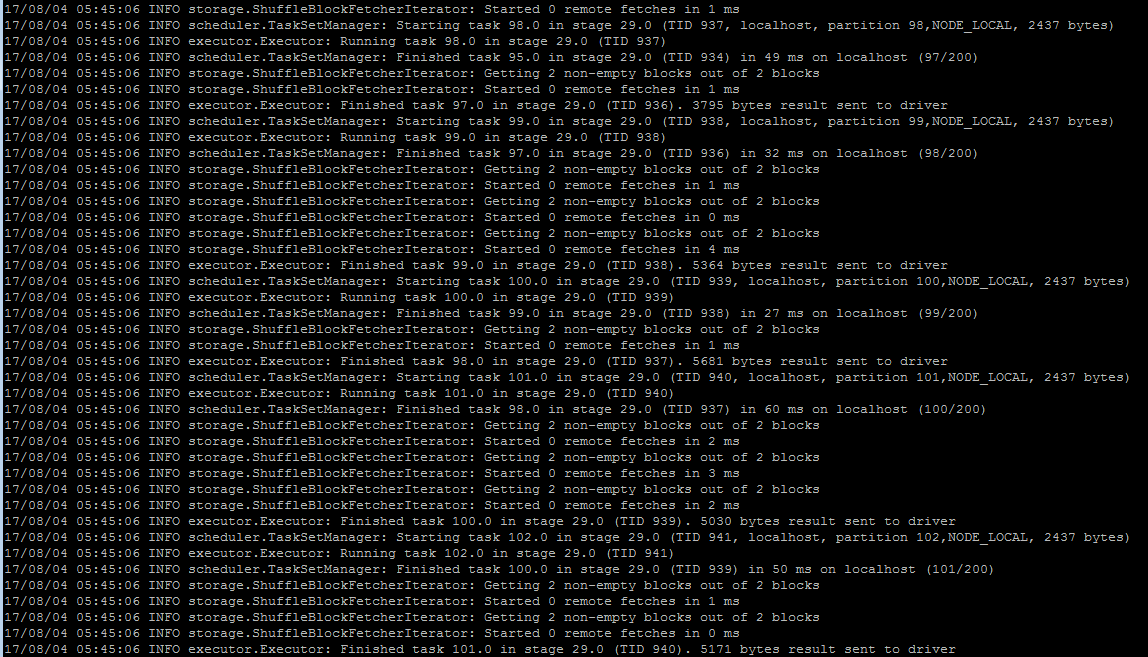 17/08/04 05:45:06 INFO storage.ShuffleBlockFetcherIterator: Started 0 remote fetches in 1 ms
17/08/04 05:45:06 INFO scheduler.TaskSetManager: Starting task 98.0 in stage 29.0 (TID 937, localhost, partition 98,NODE_LOCAL, 2437 bytes)
17/08/04 05:45:06 INFO executor.Executor: Running task 98.0 in stage 29.0 (TID 937)
17/08/04 05:45:06 INFO scheduler.TaskSetManager: Finished task 95.0 in stage 29.0 (TID 934) in 49 ms on localhost (97/200)
17/08/04 05:45:06 INFO storage.ShuffleBlockFetcherIterator: Getting 2 non-empty blocks out of 2 blocks
17/08/04 05:45:06 INFO storage.ShuffleBlockFetcherIterator: Started 0 remote fetches in 1 ms
17/08/04 05:45:06 INFO executor.Executor: Finished task 97.0 in stage 29.0 (TID 936). 3795 bytes result sent to driver
17/08/04 05:45:06 INFO scheduler.TaskSetManager: Starting task 99.0 in stage 29.0 (TID 938, localhost, partition 99,NODE_LOCAL, 2437 bytes)
17/08/04 05:45:06 INFO executor.Executor: Running task 99.0 in stage 29.0 (TID 938)
17/08/04 05:45:06 INFO scheduler.TaskSetManager: Finished task 97.0 in stage 29.0 (TID 936) in 32 ms on localhost (98/200)
17/08/04 05:45:06 INFO storage.ShuffleBlockFetcherIterator: Getting 2 non-empty blocks out of 2 blocks
17/08/04 05:45:06 INFO storage.ShuffleBlockFetcherIterator: Started 0 remote fetches in 1 ms
17/08/04 05:45:06 INFO storage.ShuffleBlockFetcherIterator: Getting 2 non-empty blocks out of 2 blocks
17/08/04 05:45:06 INFO storage.ShuffleBlockFetcherIterator: Started 0 remote fetches in 0 ms
17/08/04 05:45:06 INFO storage.ShuffleBlockFetcherIterator: Getting 2 non-empty blocks out of 2 blocks
17/08/04 05:45:06 INFO storage.ShuffleBlockFetcherIterator: Started 0 remote fetches in 4 ms
17/08/04 05:45:06 INFO executor.Executor: Finished task 99.0 in stage 29.0 (TID 938). 5364 bytes result sent to driver
17/08/04 05:45:06 INFO scheduler.TaskSetManager: Starting task 100.0 in stage 29.0 (TID 939, localhost, partition 100,NODE_LOCAL, 2437 bytes)
17/08/04 05:45:06 INFO executor.Executor: Running task 100.0 in stage 29.0 (TID 939)
17/08/04 05:45:06 INFO scheduler.TaskSetManager: Finished task 99.0 in stage 29.0 (TID 938) in 27 ms on localhost (99/200)
17/08/04 05:45:06 INFO storage.ShuffleBlockFetcherIterator: Getting 2 non-empty blocks out of 2 blocks
17/08/04 05:45:06 INFO storage.ShuffleBlockFetcherIterator: Started 0 remote fetches in 1 ms
17/08/04 05:45:06 INFO executor.Executor: Finished task 98.0 in stage 29.0 (TID 937). 5681 bytes result sent to driver
17/08/04 05:45:06 INFO scheduler.TaskSetManager: Starting task 101.0 in stage 29.0 (TID 940, localhost, partition 101,NODE_LOCAL, 2437 bytes)
17/08/04 05:45:06 INFO executor.Executor: Running task 101.0 in stage 29.0 (TID 940)
17/08/04 05:45:06 INFO scheduler.TaskSetManager: Finished task 98.0 in stage 29.0 (TID 937) in 60 ms on localhost (100/200)
17/08/04 05:45:06 INFO storage.ShuffleBlockFetcherIterator: Getting 2 non-empty blocks out of 2 blocks
17/08/04 05:45:06 INFO storage.ShuffleBlockFetcherIterator: Started 0 remote fetches in 2 ms
17/08/04 05:45:06 INFO storage.ShuffleBlockFetcherIterator: Getting 2 non-empty blocks out of 2 blocks
17/08/04 05:45:06 INFO storage.ShuffleBlockFetcherIterator: Started 0 remote fetches in 3 ms
17/08/04 05:45:06 INFO storage.ShuffleBlockFetcherIterator: Getting 2 non-empty blocks out of 2 blocks
17/08/04 05:45:06 INFO storage.ShuffleBlockFetcherIterator: Started 0 remote fetches in 2 ms
17/08/04 05:45:06 INFO executor.Executor: Finished task 100.0 in stage 29.0 (TID 939). 5030 bytes result sent to driver
17/08/04 05:45:06 INFO scheduler.TaskSetManager: Starting task 102.0 in stage 29.0 (TID 941, localhost, partition 102,NODE_LOCAL, 2437 bytes)
17/08/04 05:45:06 INFO executor.Executor: Running task 102.0 in stage 29.0 (TID 941)
17/08/04 05:45:06 INFO scheduler.TaskSetManager: Finished task 100.0 in stage 29.0 (TID 939) in 50 ms on localhost (101/200)
17/08/04 05:45:06 INFO storage.ShuffleBlockFetcherIterator: Getting 2 non-empty blocks out of 2 blocks
17/08/04 05:45:06 INFO storage.ShuffleBlockFetcherIterator: Started 0 remote fetches in 1 ms
17/08/04 05:45:06 INFO storage.ShuffleBlockFetcherIterator: Getting 2 non-empty blocks out of 2 blocks
17/08/04 05:45:06 INFO storage.ShuffleBlockFetcherIterator: Started 0 remote fetches in 0 ms
17/08/04 05:45:06 INFO executor.Executor: Finished task 101.0 in stage 29.0 (TID 940). 5171 bytes result sent to driver